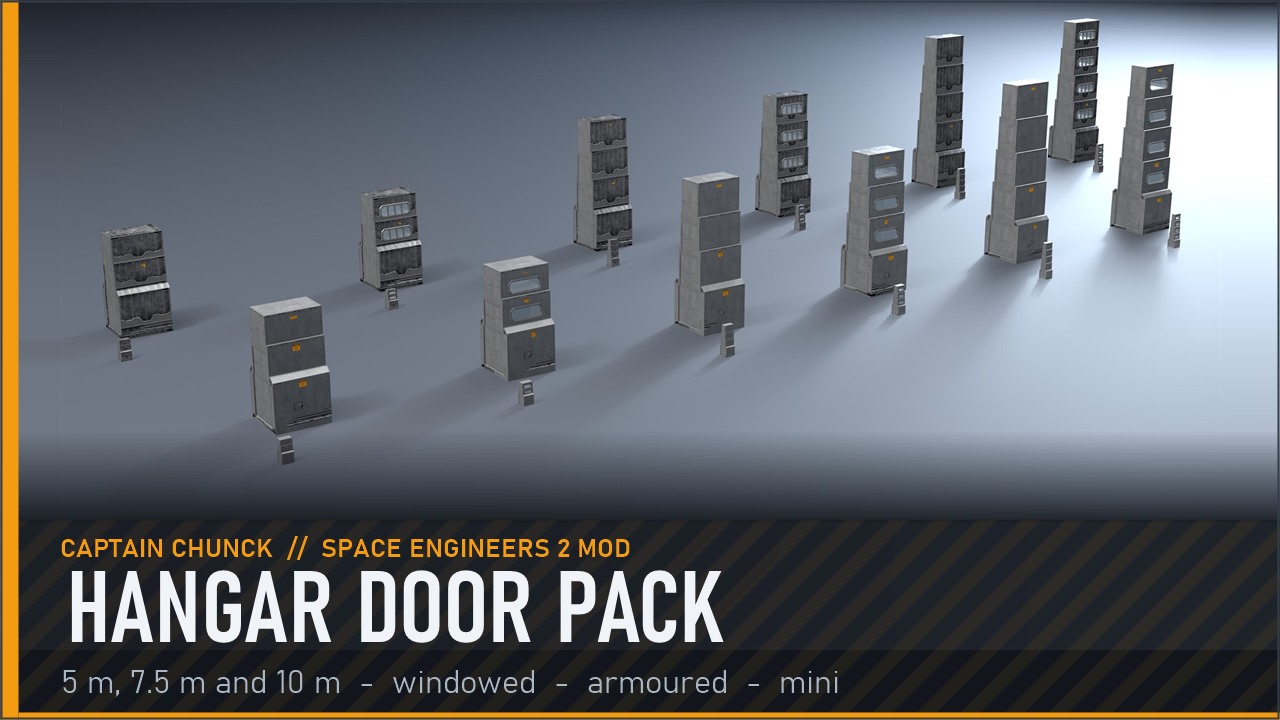 CAPTAIN CHUNCK // SPACE ENGINEERS 2 MOD
HANGAR DOOR PACK
5 m, 7.5 m and 10 m - windowed - armoured - mini